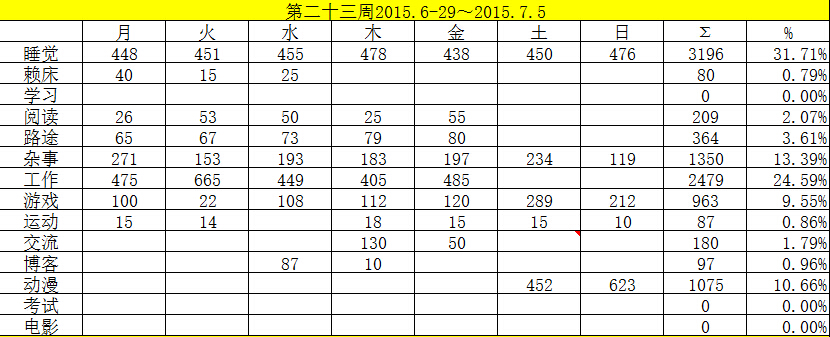 第二十三周2015.6-29～2015.7.5
月 火 水 木 金 土 日 Σ %
睡觉 448 451 455 478 438 450 476 3196 31.71%
赖床 40 15 25 80 0.79%
学习 0 0.00%
阅读 26 53 50 25 55 209 2.07%
路途 65 67 73 79 80 364 3.61%
杂事 271 153 193 183 197 234 119 1350 13.39%
工作 475 665 449 405 485 2479 24.59%
游戏 100 22 108 112 120 289 212 963 9.55%
运动 15 14 18 15 15 10 87 0.86%
交流 130 50 180 1.79%
博客 87 10 97 0.96%
动漫 452 623 1075 10.66%
考试 0 0.00%
电影 0 0.00%